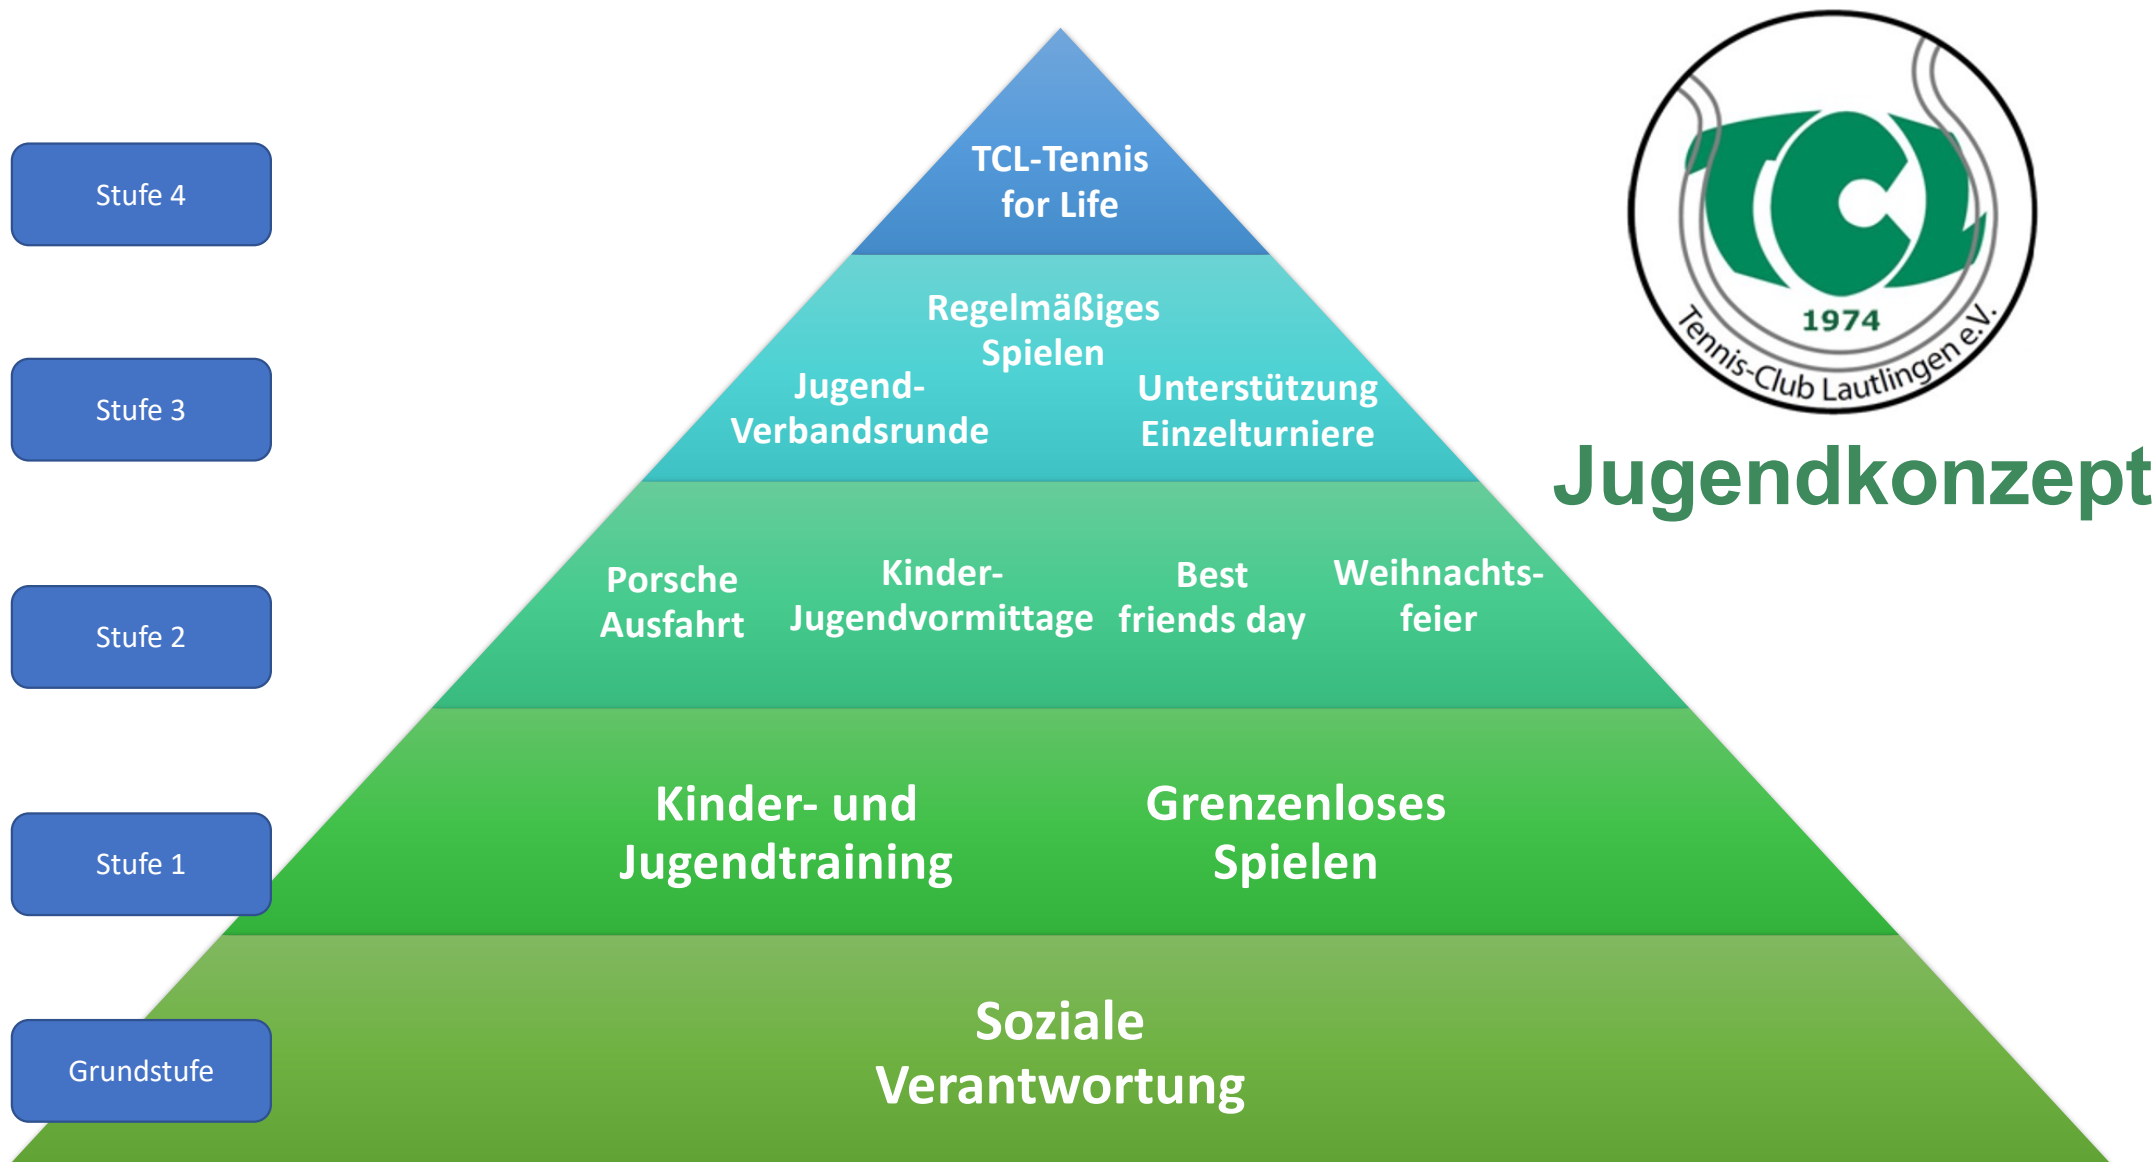 Stufe 4
TCL-Tennis
for Life
TCL
1974
Tennis-Club Lautlingen e.V.
Jugendkonzept
Stufe 3
Regelmäßiges
Spielen
Jugend-
Verbandsrunde
Unterstützung
Einzelturniere
Stufe 2
Porsche
Ausfahrt
Kinder-
Jugendvormittage
Best
friends day
Weihnachts-
feier
Stufe 1
Kinder- und
Jugendtraining
Grenzenloses
Spielen
Grundstufe
Soziale
Verantwortung